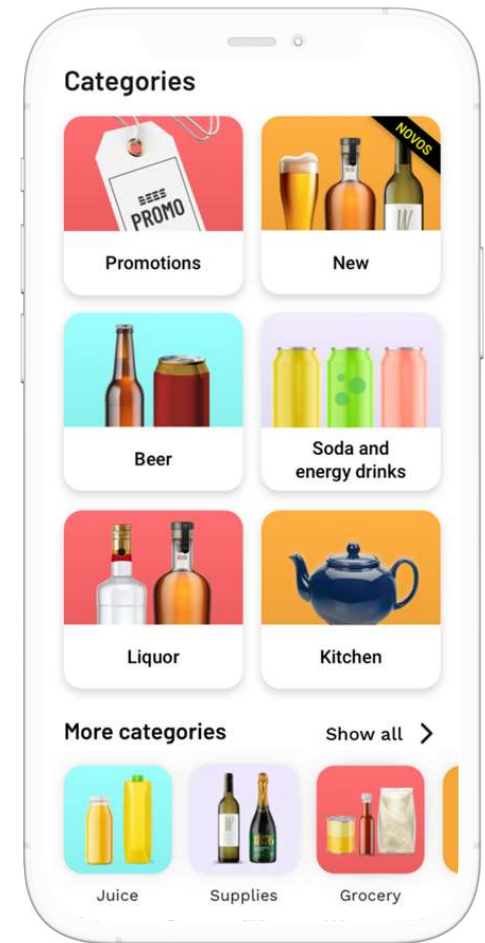 Categories
BEES
PROMO
NOVOS
Promotions
New
Beer
Soda and
energy drinks
Liquor
Kitchen
More categories
Show all
W
Juice
Supplies
Grocery